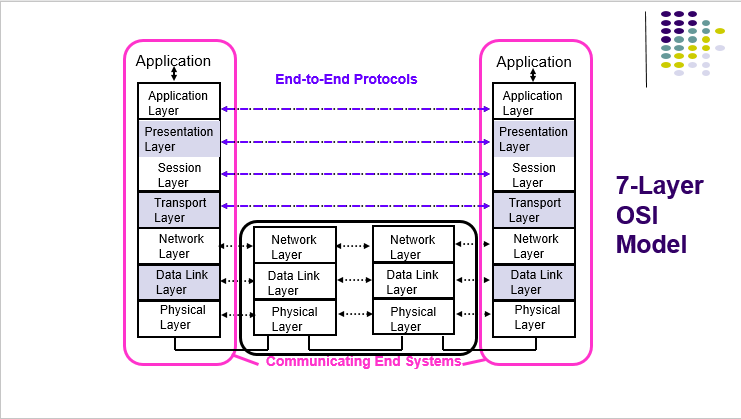 Application
Application
Layer
Presentation
Layer
Session
Layer
Transport
Layer
Network
Layer
Data Link
Layer
Physical
Layer
End-to-End Protocols
Network
Layer
Data Link
Layer
Physical
Layer
Network
Layer
Data Link
Layer
Physical
Layer
Communicating End Systems
Application
Application
Layer
Presentation
Layer
Session
Layer
Transport
Layer
Network
Layer
Data Link
Layer
Physical
Layer
7-Layer
OSI
Model